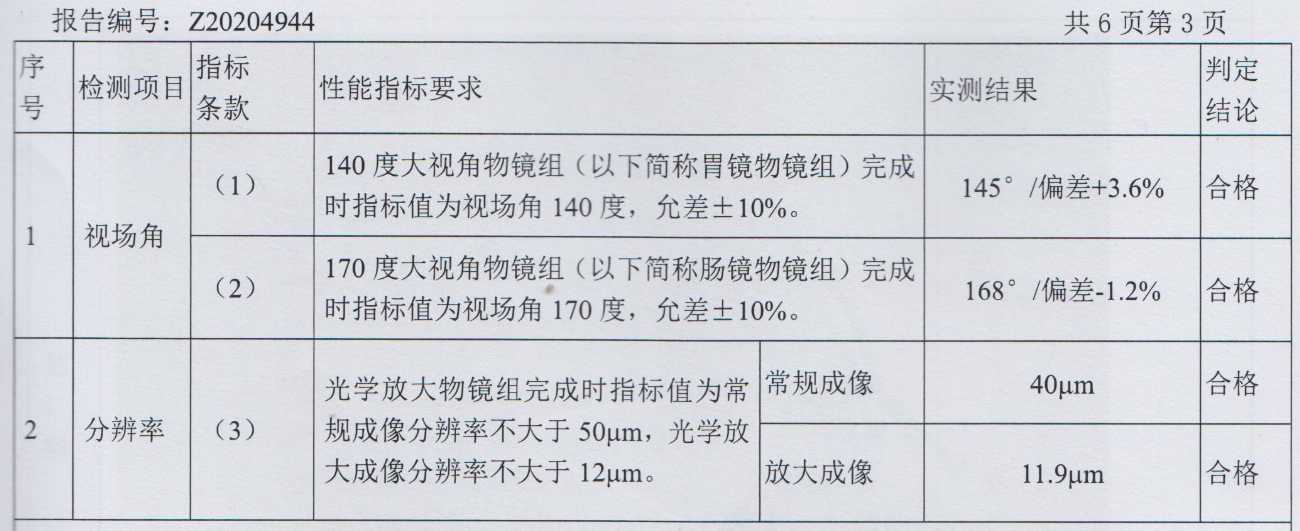 报告编号：Z20204944
共 6 页第 3 页
序号 检测项目 指标条款 性能指标要求 实测结果 判定结论
1 视场角 （1） 140 度大视角物镜组（以下简称胃镜物镜组）完成
时指标值为视场角 140 度，允差±10%。 145°/偏差+3.6% 合格
（2） 170 度大视角物镜组（以下简称肠镜物镜组）完成
时指标值为视场角 170 度，允差±10%。 168°/偏差-1.2% 合格
2 分辨率 （3） 光学放大物镜组完成时指标值为常
规成像分辨率不大于 50μm，光学放
大成像分辨率不大于 12μm。
常规成像 40μm 合格
放大成像 11.9μm 合格